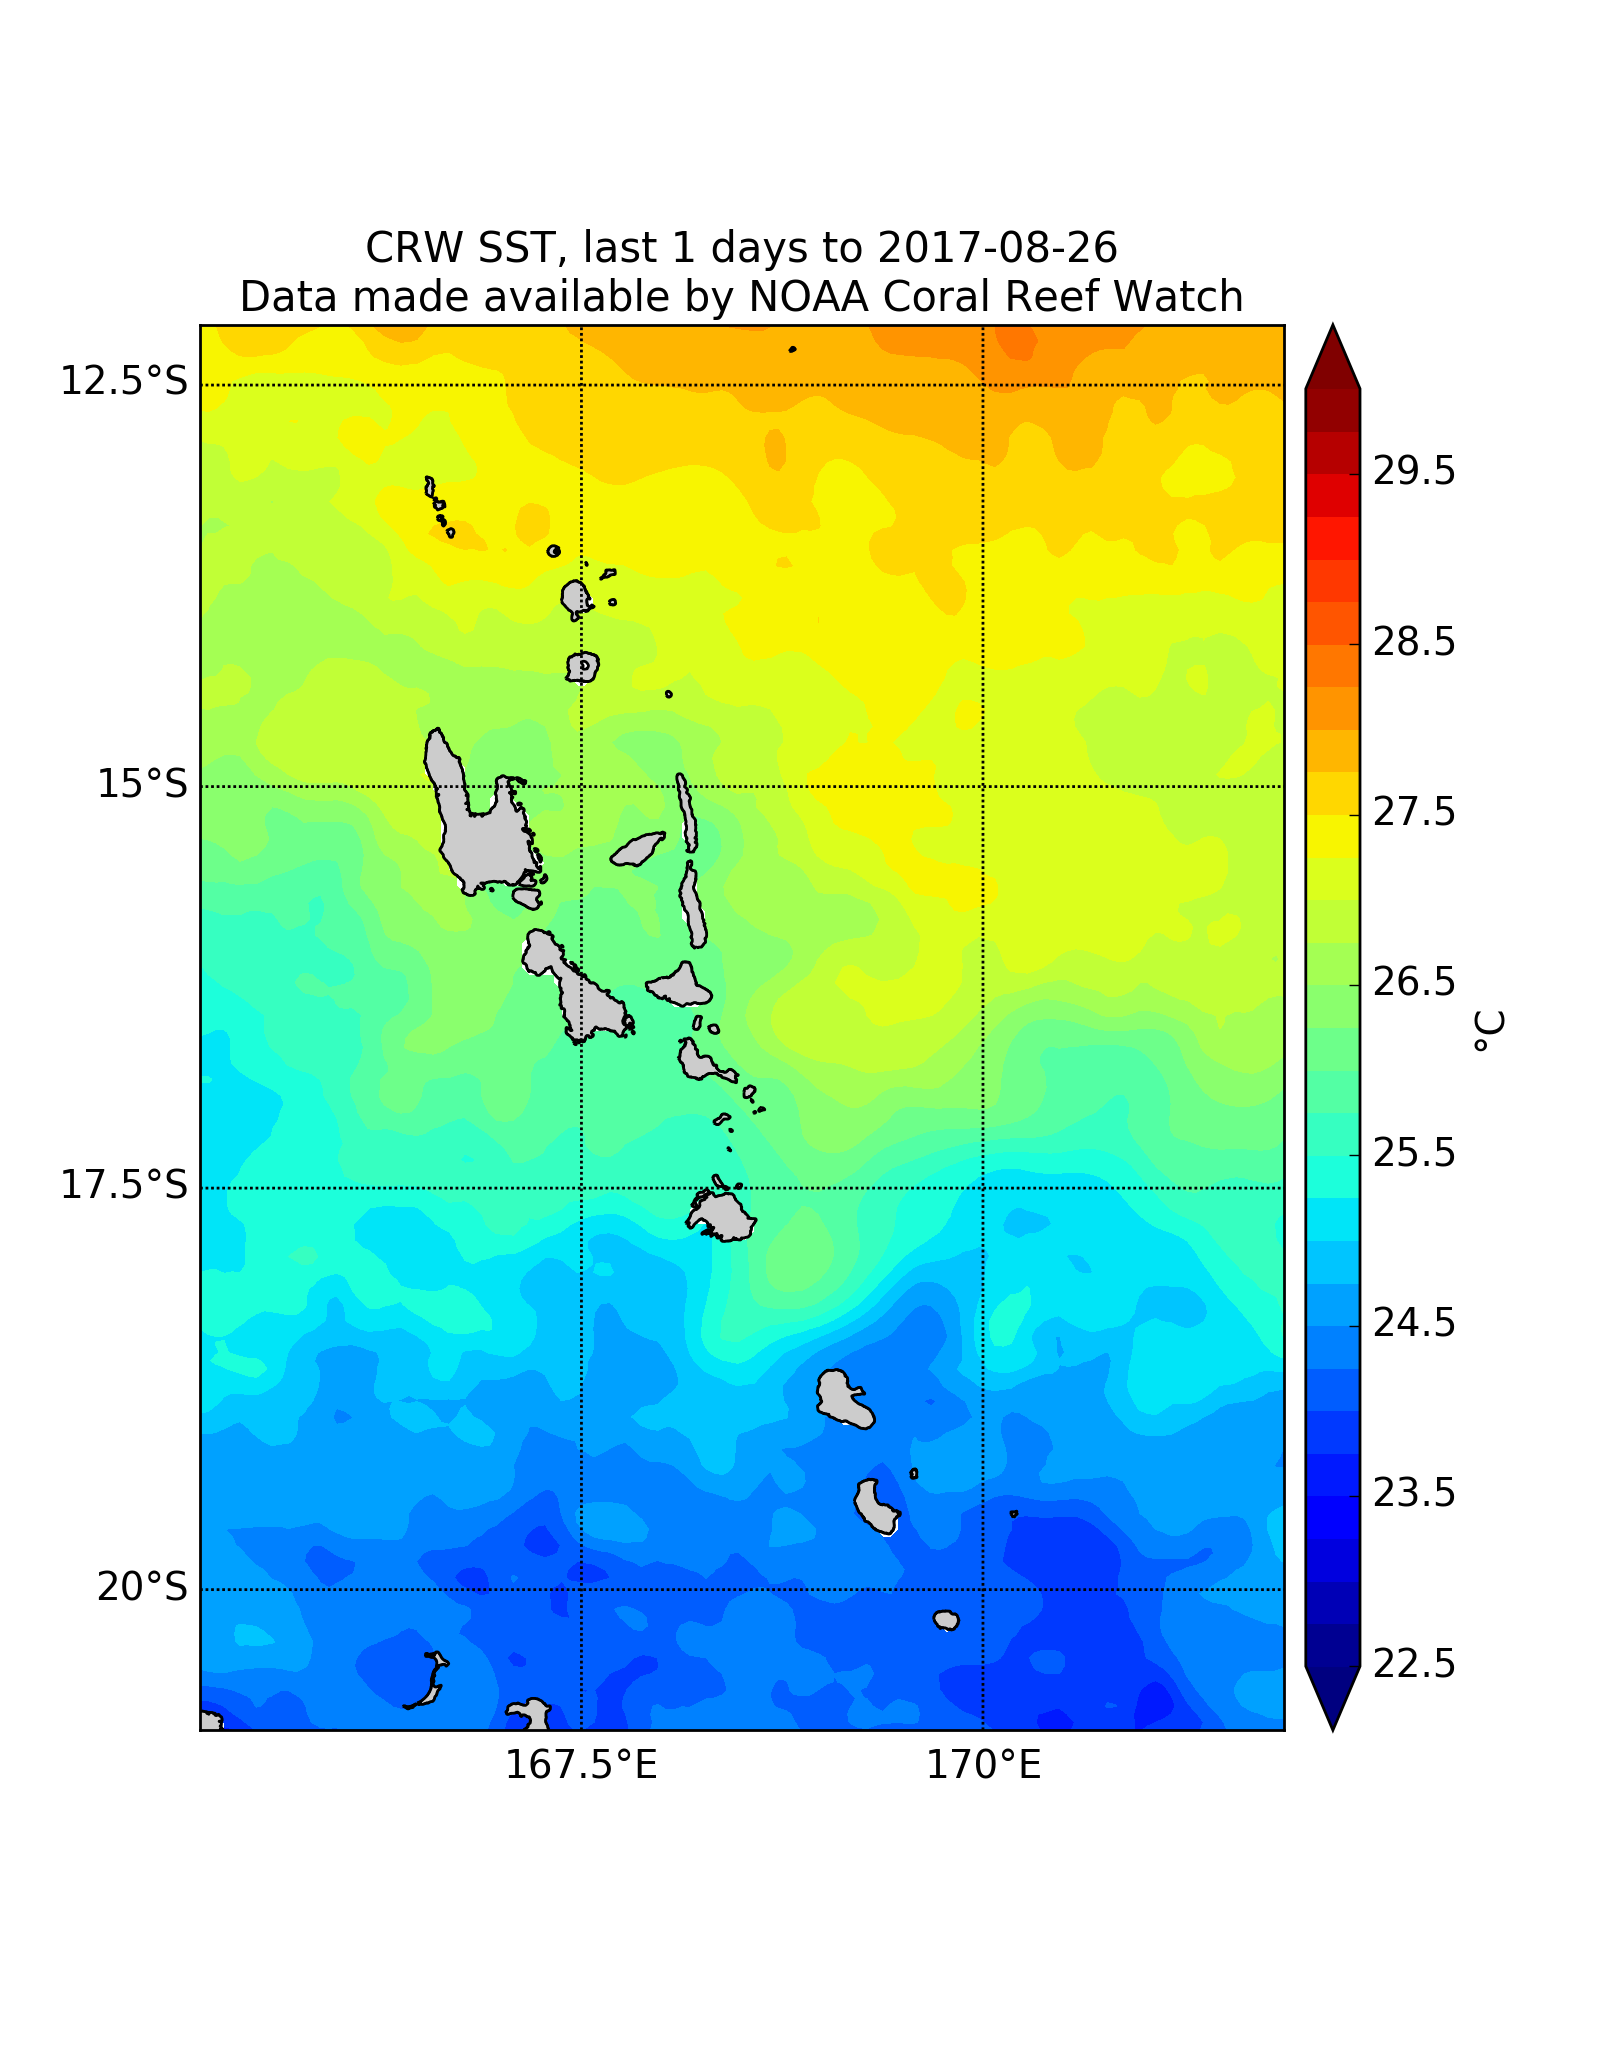 CRW SST, last 1 days to 2017-08-26
Data made available by NOAA Coral Reef Watch
12.5°S
15°S
17.5°S
20°S
167.5°E
170°E
29.5
28.5
27.5
26.5
25.5
24.5
23.5
22.5
°C